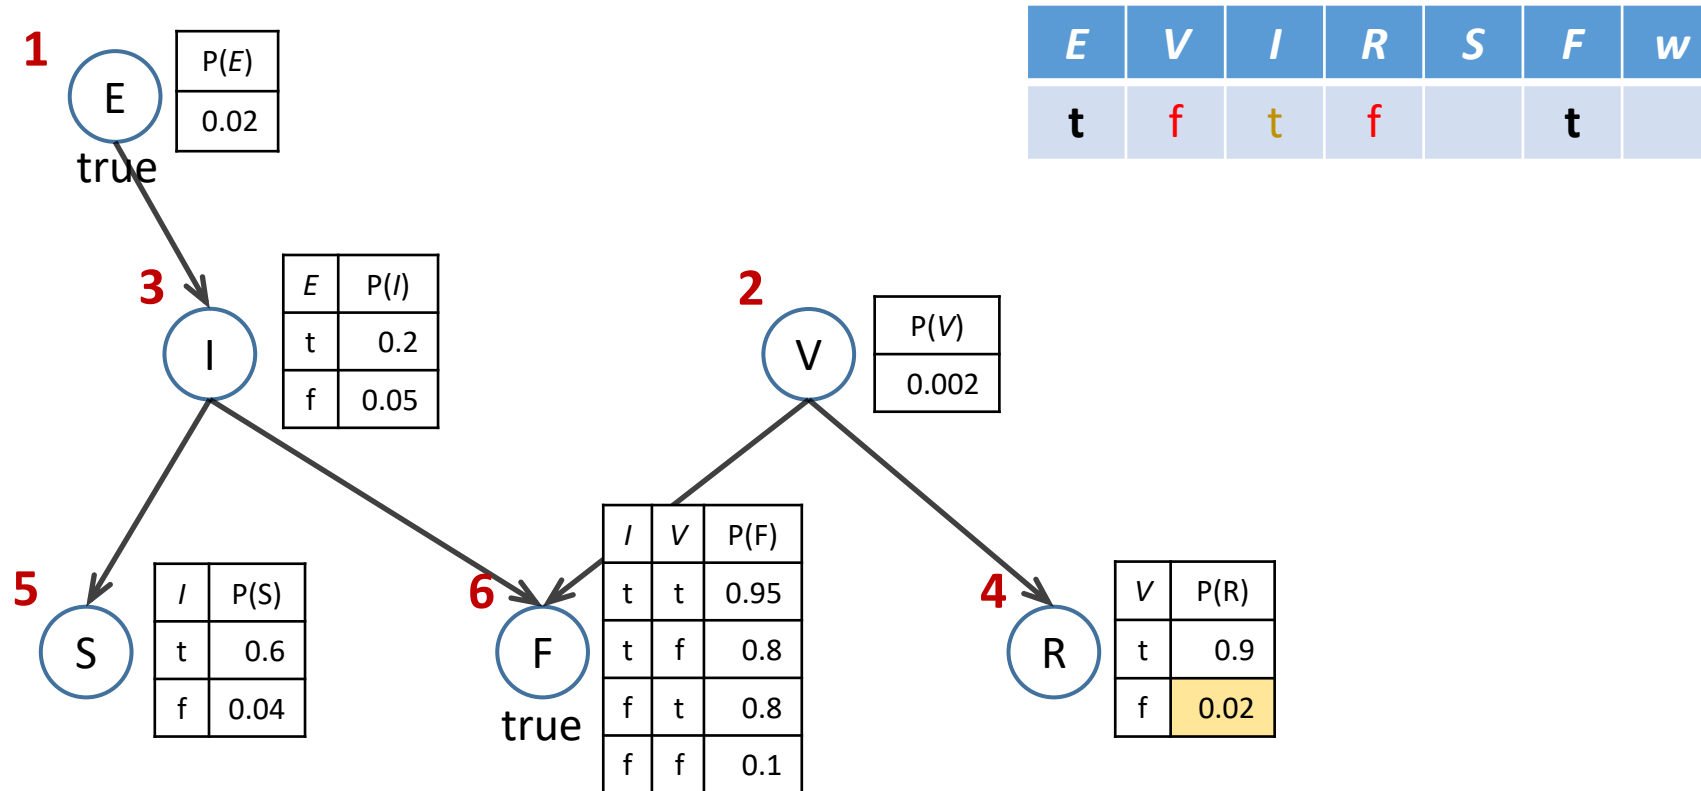 1
E
true
P(E)
0.02
E V I R S F w
t f t f t
3
I
E P(I)
t 0.2
f 0.05
2
V
P(V)
0.002
5
S
I P(S)
t 0.6
f 0.04
6
F
true
I V P(F)
t t 0.95
t f 0.8
f t 0.8
f f 0.1
4
R
V P(R)
t 0.9
f 0.02